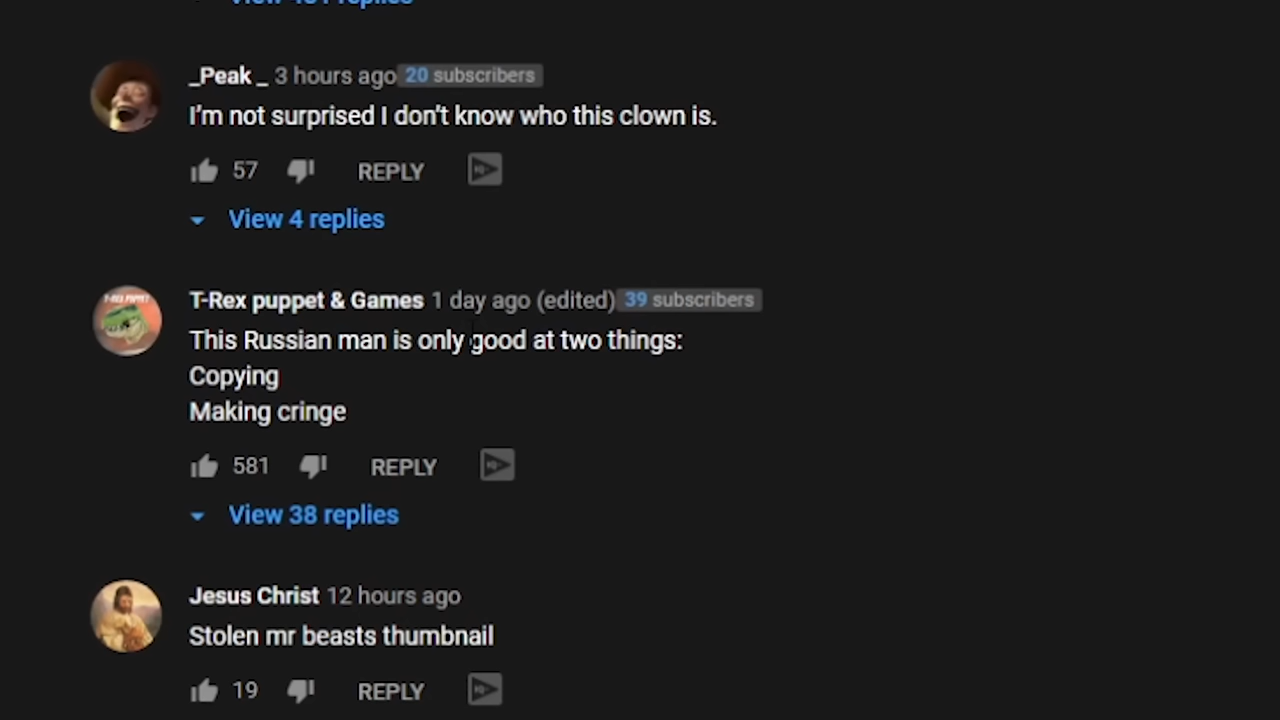 _Peak _ 3 hours ago 20 subscribers
I'm not surprised I don't know who this clown is.
57 REPLY
View 4 replies
T-Rex puppet & Games 1 day ago (edited) 39 subscribers
This Russian man is only good at two things:
Copying
Making cringe
581 REPLY
View 38 replies
Jesus Christ 12 hours ago
Stolen mr beasts thumbnail
19 REPLY